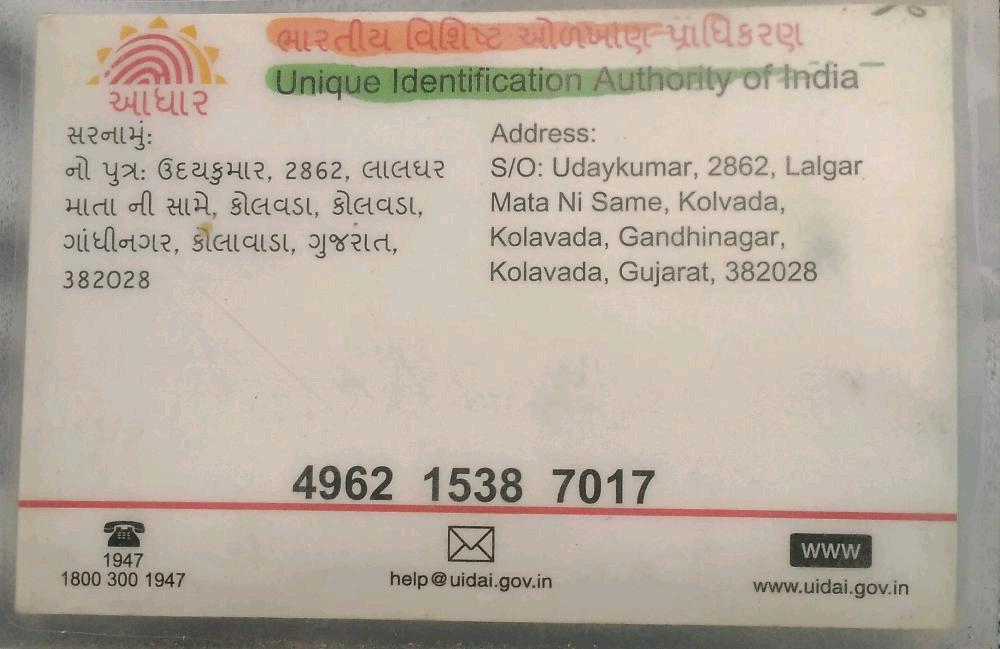 ભારતીય વિશિષ્ટ ઓળખાણ પ્રાધિકરણ
Unique Identification Authority of India
આધાર
સરનામું:
નો પુત્ર: ઉદયકુમાર, 2862, લાલઘર
માતા ની સામે, કોલવડા, કોલવડા,
ગાંધીનગર, કોલાવાડા, ગુજરાત,
382028
Address:
S/O: Udaykumar, 2862, Lalgar
Mata Ni Same, Kolvada,
Kolavada, Gandhinagar,
Kolavada, Gujarat, 382028
4962 1538 7017
1947
1800 300 1947
help@uidai.gov.in
www
www.uidai.gov.in